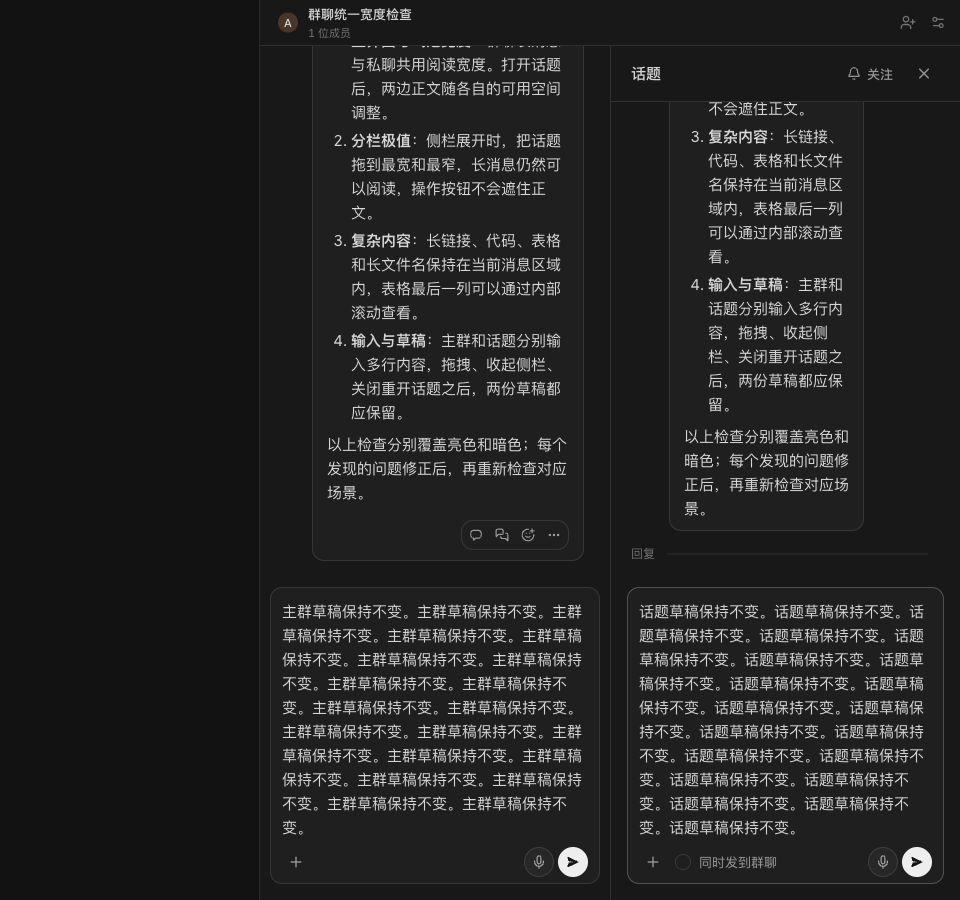 A
群聊统一宽度检查
1 位成员
与私聊共用阅读宽度。打开话题
后，两边正文随各自的可用空间
调整。
2. 分栏极值：侧栏展开时，把话题
拖到最宽和最窄，长消息仍然可
以阅读，操作按钮不会遮住正
文。
3. 复杂内容：长链接、代码、表格
和长文件名保持在当前消息区域
内，表格最后一列可以通过内部
滚动查看。
4. 输入与草稿：主群和话题分别输
入多行内容，拖拽、收起侧栏、
关闭重开话题之后，两份草稿都
应保留。
以上检查分别覆盖亮色和暗色；每个
发现的问题修正后，再重新检查对应
场景。
主群草稿保持不变。主群草稿保持不变。主群
草稿保持不变。主群草稿保持不变。主群草稿
保持不变。主群草稿保持不变。主群草稿保持
不变。主群草稿保持不变。主群草稿保持不
变。主群草稿保持不变。主群草稿保持不变。
主群草稿保持不变。主群草稿保持不变。主群
草稿保持不变。主群草稿保持不变。主群草稿
保持不变。主群草稿保持不变。主群草稿保持
不变。主群草稿保持不变。主群草稿保持不
变。
话题
关注
不会遮住正文。
3. 复杂内容：长链接、
代码、表格和长文件
名保持在当前消息区
域内，表格最后一列
可以通过内部滚动查
看。
4. 输入与草稿：主群和
话题分别输入多行内
容，拖拽、收起侧
栏、关闭重开话题之
后，两份草稿都应保
留。
以上检查分别覆盖亮色和
暗色；每个发现的问题修
正后，再重新检查对应场
景。
回复
话题草稿保持不变。话题草稿保持不变。话
题草稿保持不变。话题草稿保持不变。话题
草稿保持不变。话题草稿保持不变。话题草
稿保持不变。话题草稿保持不变。话题草稿
保持不变。话题草稿保持不变。话题草稿保
持不变。话题草稿保持不变。话题草稿保持
不变。话题草稿保持不变。话题草稿保持不
变。话题草稿保持不变。话题草稿保持不
变。话题草稿保持不变。话题草稿保持不
变。话题草稿保持不变。
同时发到群聊